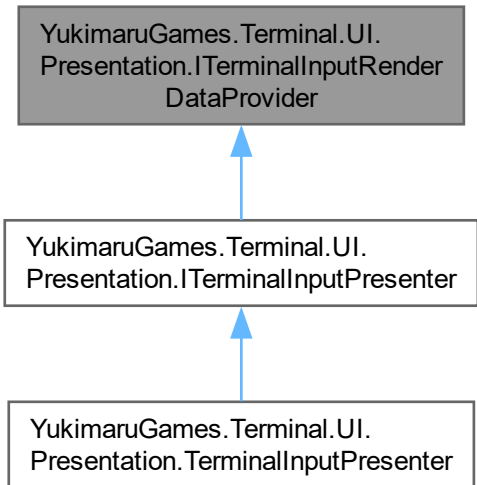 YukimaruGames.Terminal.UI.
Presentation.ITerminalInputRender
DataProvider
YukimaruGames.Terminal.UI.
Presentation.ITerminalInputPresenter
YukimaruGames.Terminal.UI.
Presentation.TerminalInputPresenter